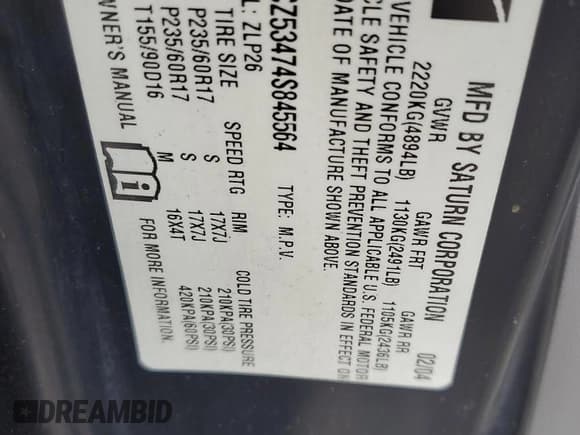 MFD BY SATURN CORPORATION 02/04
GVWR GAWR FRT GAWR RR
2220KG(4894LB) 1130KG(2491LB) 1105KG(2436LB)
VEHICLE CONFORMS TO ALL APPLICABLE U.S. FEDERAL MOTOR
CLE SAFETY AND THEFT PREVENTION STANDARDS IN EFFECT ON
DATE OF MANUFACTURE SHOWN ABOVE.
Z53474S845564 TYPE: M.P.V.
L: ZLP26
TIRE SIZE SPEED RTG RIM COLD TIRE PRESSURE
P235/60R17 S 17X7J 210KPA(30PSI)
P235/60R17 S 17X7J 210KPA(30PSI)
T155/90D16 M 16X4T 420KPA(60PSI)
WNER'S MANUAL i FOR MORE INFORMATION.
DREAMBID